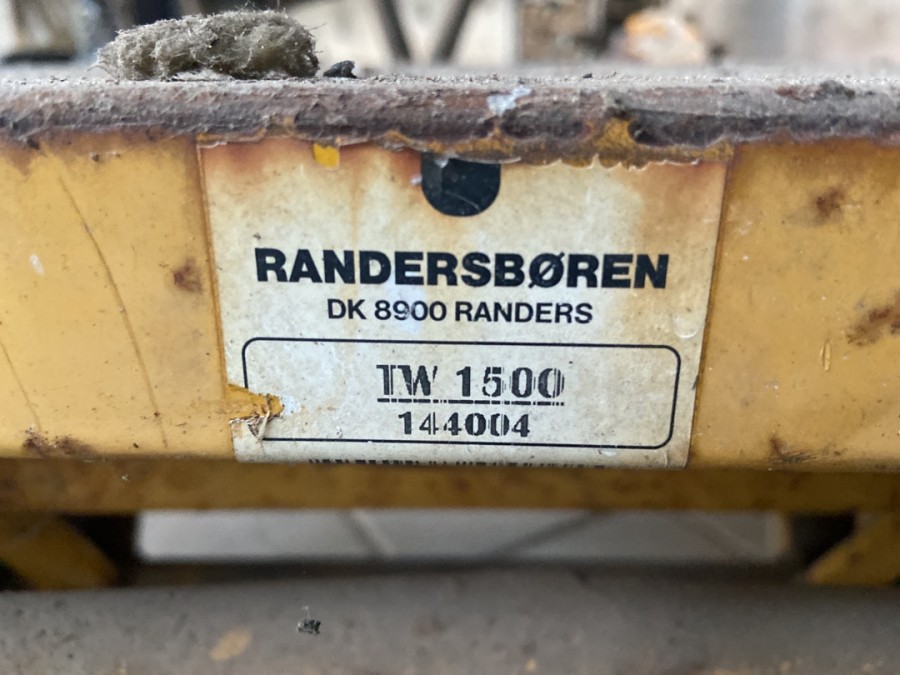 RANDERSBØREN
DK 8900 RANDERS
TW 1500
144004